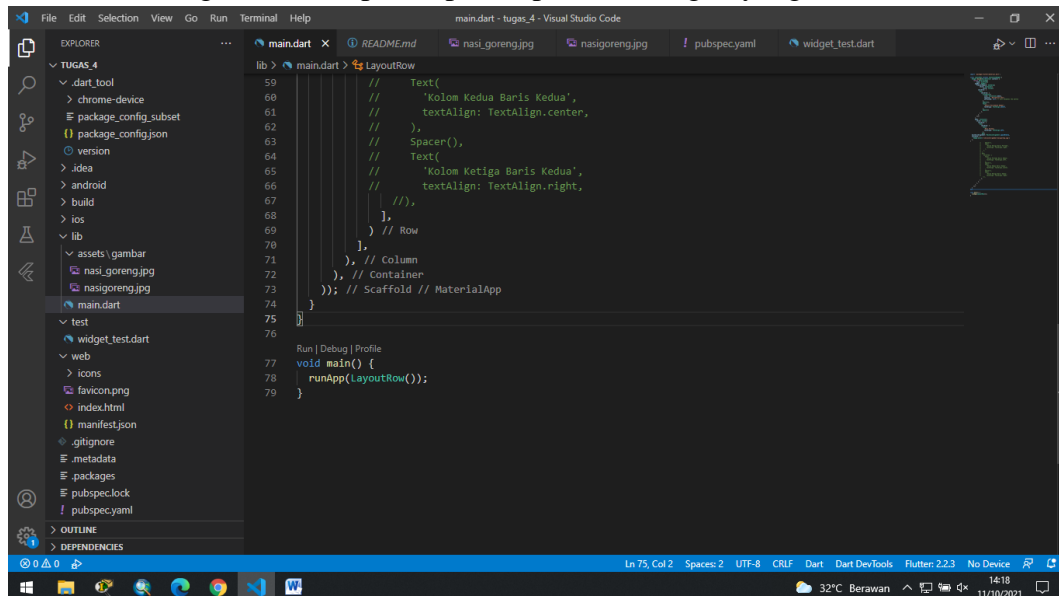 File Edit Selection View Go Run Terminal Help
main.dart - tugas_4 - Visual Studio Code
EXPLORER
main.dart
README.md
nasi_goreng.jpg
nasigoreng.jpg
! pubspec.yaml
widget_test.dart
TUGAS_4
lib > main.dart > LayoutRow
.dart_tool
chrome-device
package_config_subset
{} package_config.json
version
.idea
android
build
ios
lib
assets \ gambar
nasi_goreng.jpg
nasigoreng.jpg
main.dart
test
widget_test.dart
web
icons
favicon.png
<> index.html
{} manifest.json
.gitignore
.metadata
.packages
pubspec.lock
! pubspec.yaml
OUTLINE
DEPENDENCIES
59 // Text(
60 // 'Kolom Kedua Baris Kedua',
61 // textAlign: TextAlign.center,
62 // ),
63 // Spacer(),
64 // Text(
65 // 'Kolom Ketiga Baris Kedua',
66 // textAlign: TextAlign.right,
67 //),
68 ],
69 ) // Row
70 ],
71 ), // Column
72 ), // Container
73 )); // Scaffold // MaterialApp
74 }
75 }
76
Run | Debug | Profile
77 void main() {
78 runApp(LayoutRow());
79 }
0 0
Ln 75, Col 2 Spaces: 2 UTF-8 CRLF Dart Dart DevTools Flutter: 2.2.3 No Device
32°C Berawan
14:18
11/10/2021